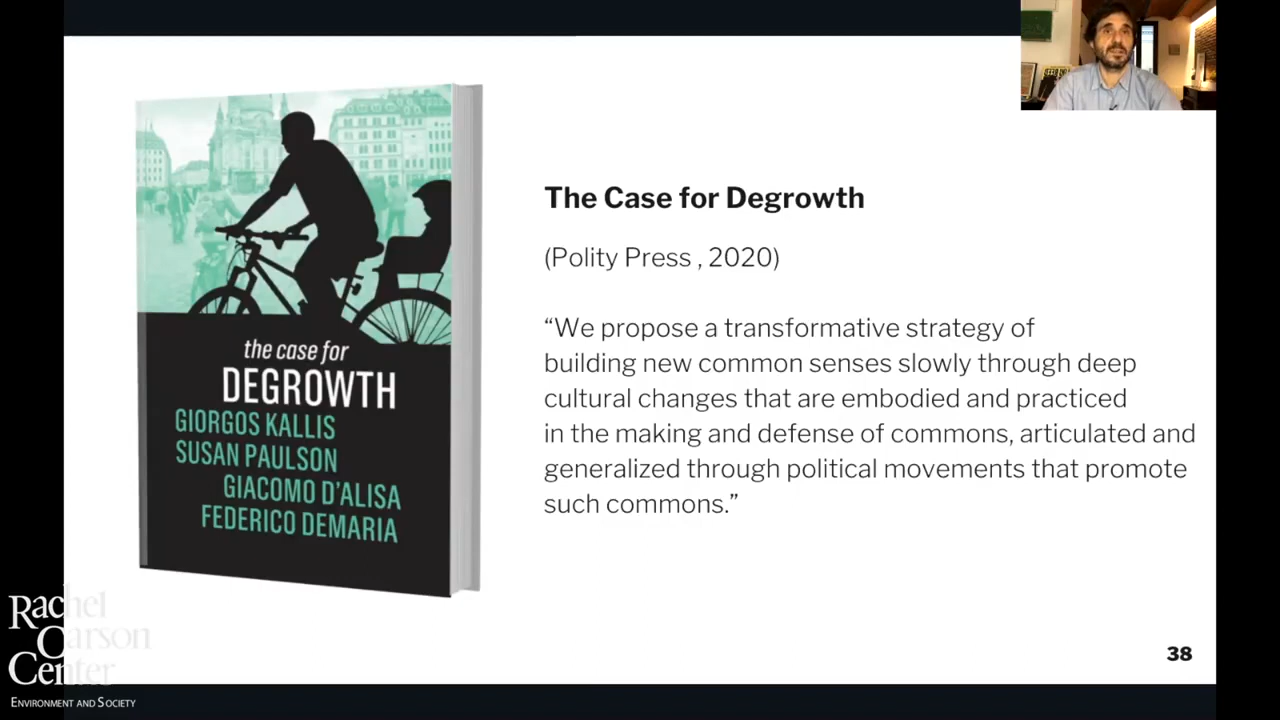 the case for
DEGROWTH
GIORGOS KALLIS
SUSAN PAULSON
GIACOMO D'ALISA
FEDERICO DEMARIA
The Case for Degrowth
(Polity Press , 2020)
“We propose a transformative strategy of
building new common senses slowly through deep
cultural changes that are embodied and practiced
in the making and defense of commons, articulated and
generalized through political movements that promote
such commons.”
38
Rachel
Carson
Center
ENVIRONMENT AND SOCIETY